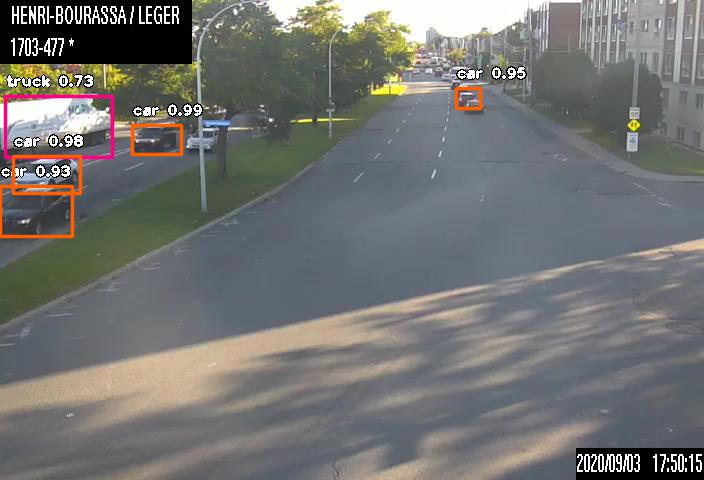 HENRI-BOURASSA / LEGER
1703-477 *
truck 0.73
car 0.99
car 0.95
car 0.98
car 0.93
2020/09/03 17:50:15